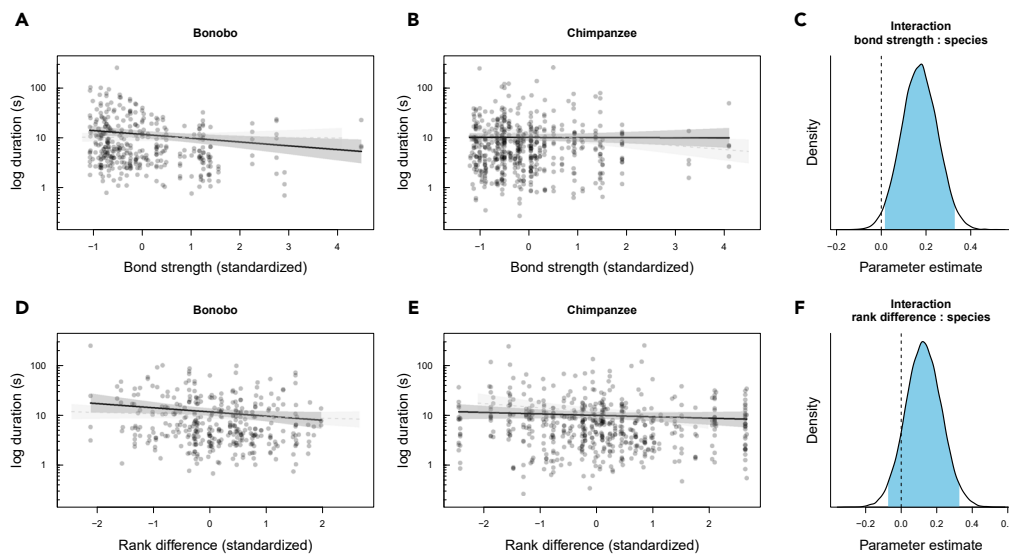 A
Bonobo
log duration (s)
100
10
1
−1 0 1 2 3 4
Bond strength (standardized)
B
Chimpanzee
log duration (s)
100
10
1
−1 0 1 2 3 4
Bond strength (standardized)
C
Interaction
bond strength : species
Density
−0.2 0.0 0.2 0.4
Parameter estimate
D
Bonobo
log duration (s)
100
10
1
−2 −1 0 1 2
Rank difference (standardized)
E
Chimpanzee
log duration (s)
100
10
1
−2 −1 0 1 2
Rank difference (standardized)
F
Interaction
rank difference : species
Density
−0.2 0.0 0.2 0.4
Parameter estimate